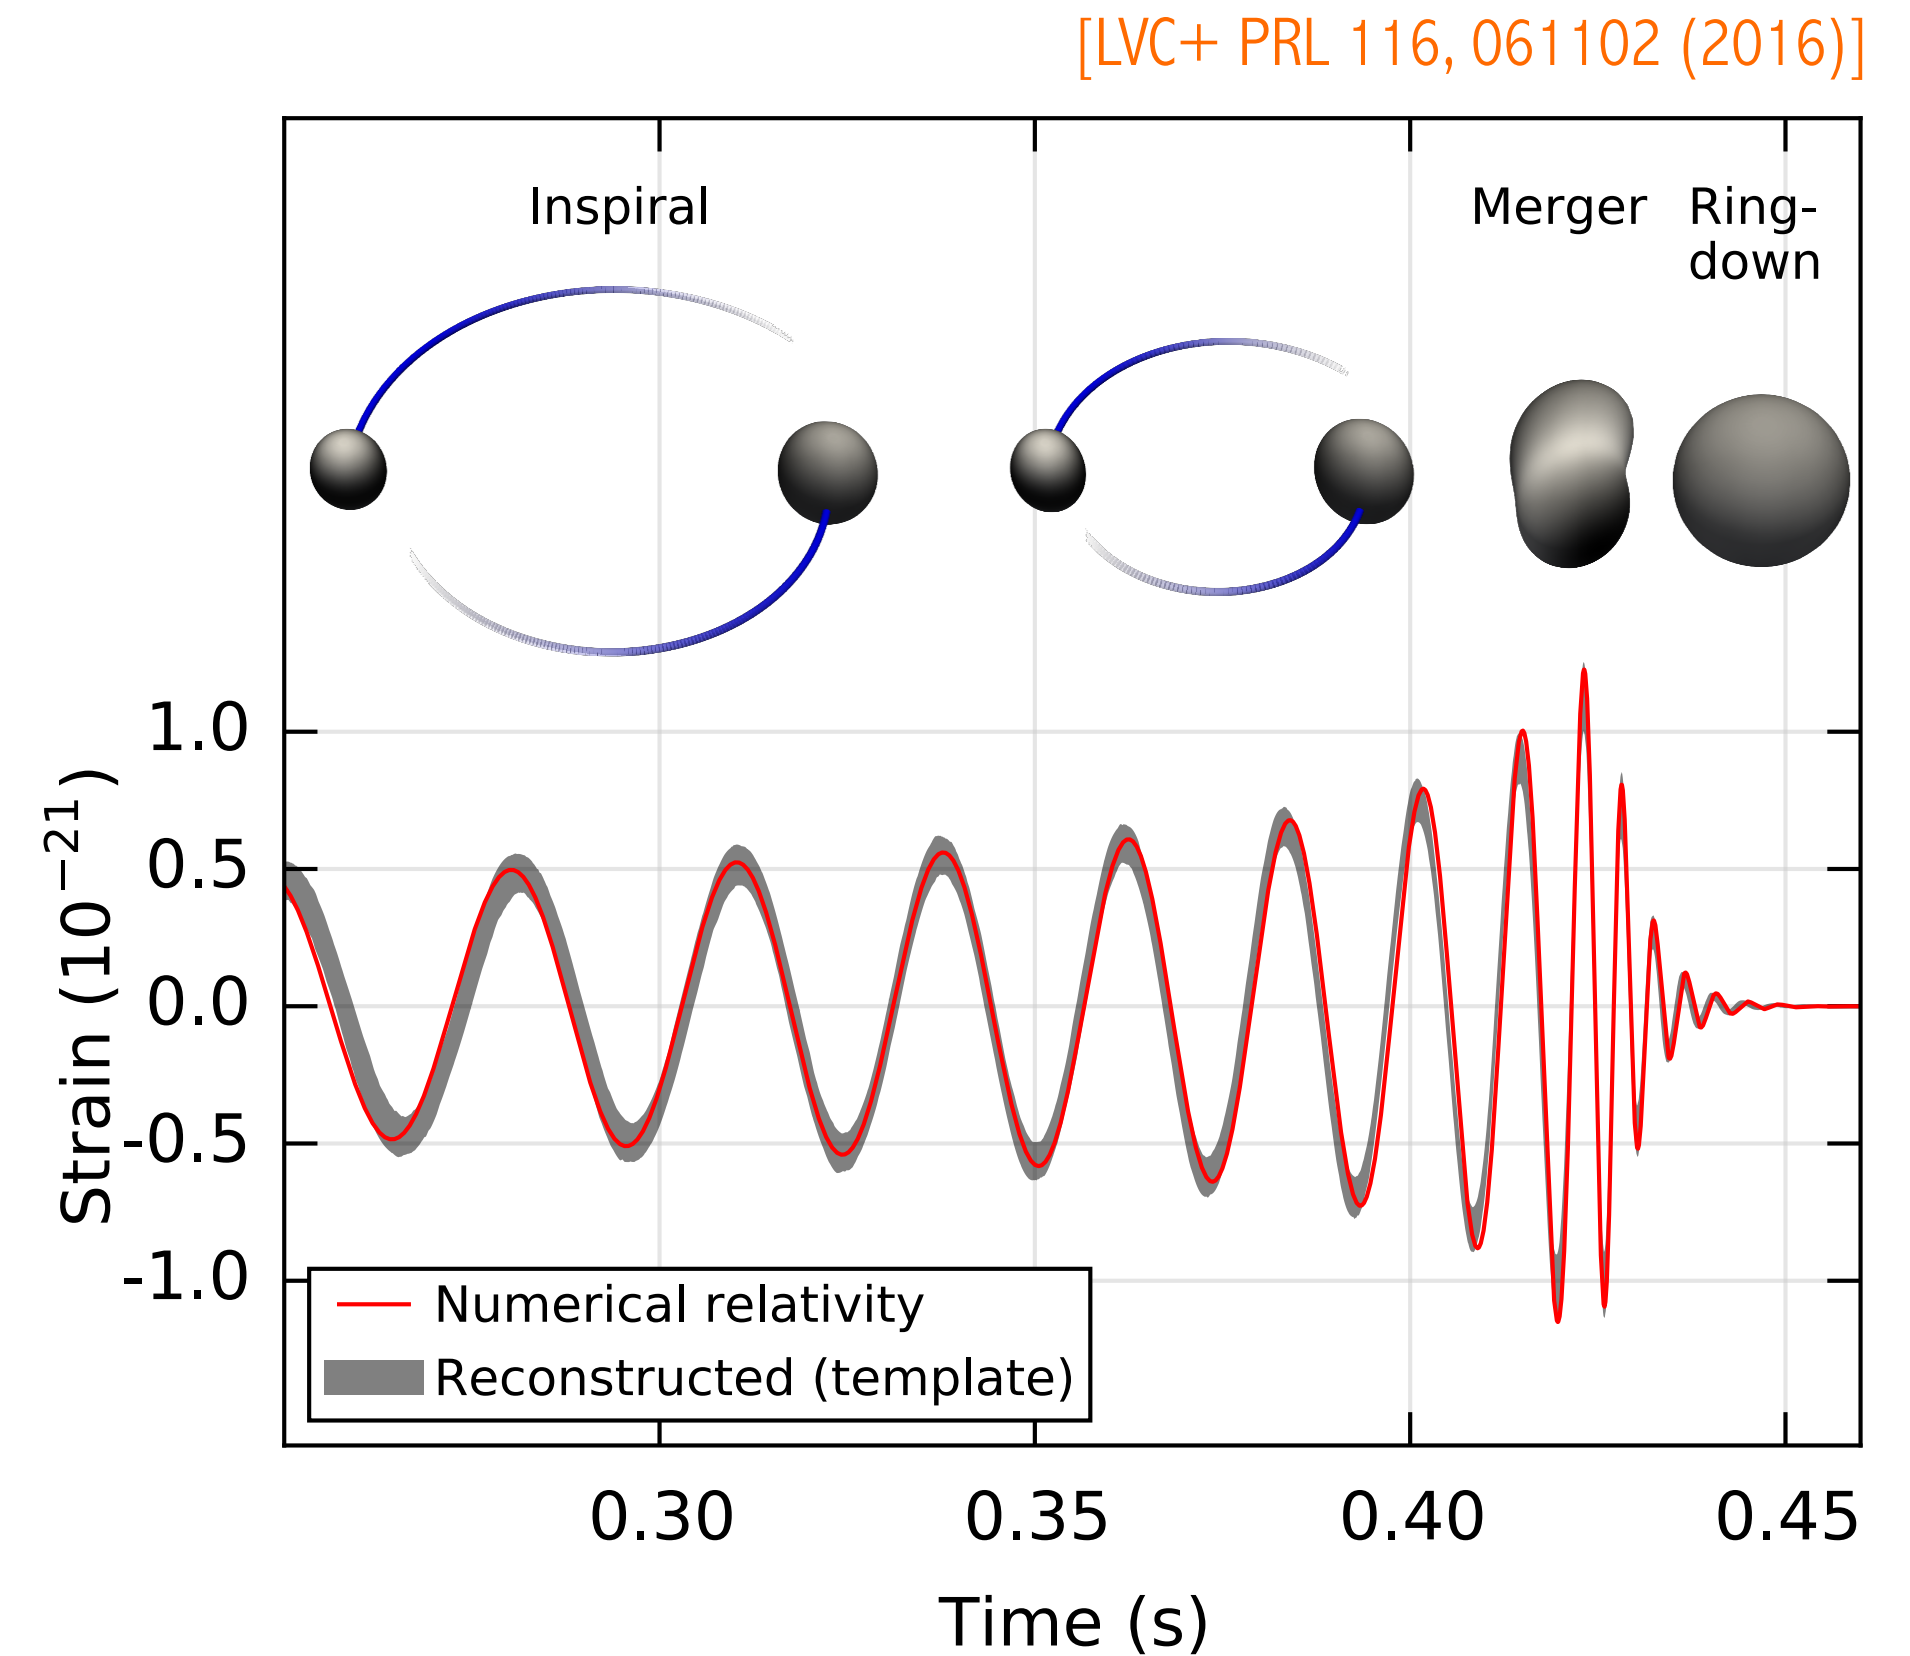 [LVC+ PRL 116, 061102 (2016)]
Inspiral
Merger
Ring-
down
1.0
0.5
0.0
-0.5
-1.0
Strain (10⁻²¹)
Numerical relativity
Reconstructed (template)
0.30 0.35 0.40 0.45
Time (s)